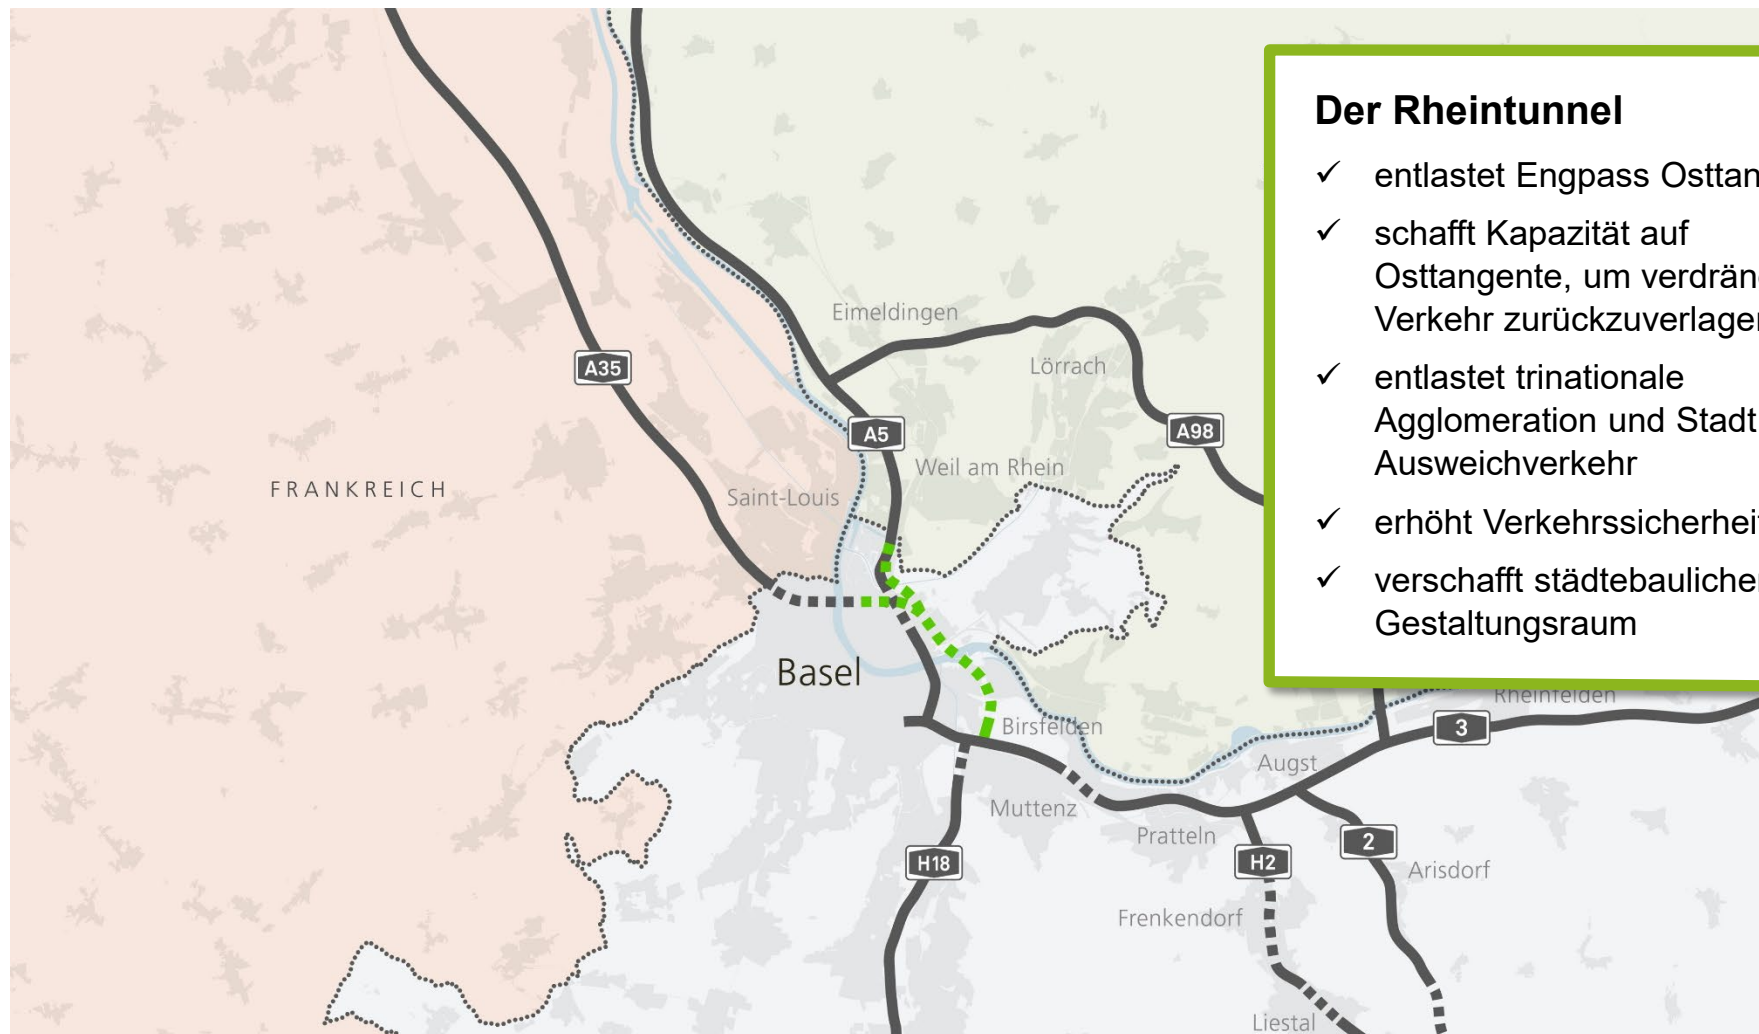 Der Rheintunnel
✓ entlastet Engpass Osttan
✓ schafft Kapazität auf
Osttangente, um verdrän
Verkehr zurückzuverlager
✓ entlastet trinationale
Agglomeration und Stadt
Ausweichverkehr
✓ erhöht Verkehrssicherheit
✓ verschafft städtebauliche
Gestaltungsraum
Eimeldingen
Lörrach
A35
A5
A98
Weil am Rhein
FRANKREICH
Saint-Louis
Basel
Rheinfelden
Birsfelden
3
Augst
Muttenz
Pratteln
2
H18
H2
Arisdorf
Frenkendorf
Liestal